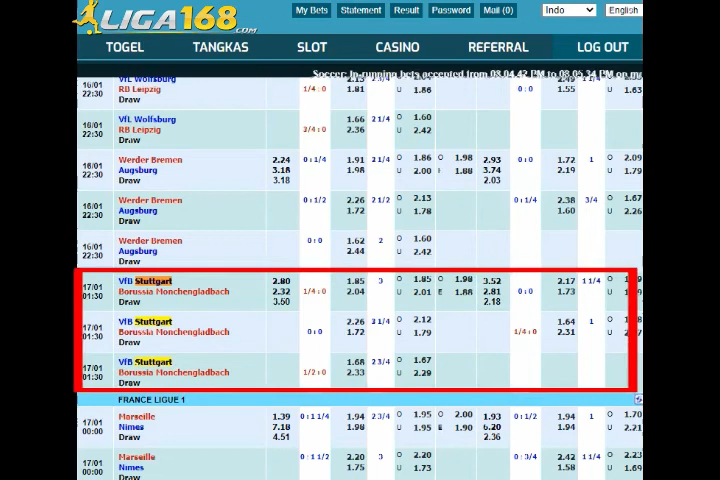 LIGA168.COM
My Bets Statement Result Password Mail (0) Indo English
TOGEL TANGKAS SLOT CASINO REFERRAL LOG OUT
Soccer: In-running bets accepted from 08.04.42 PM to 08.05.34 PM on
16/01 VfL Wolfsburg
22:30 RB Leipzig 1/4 : 0 1.81 U 1.86 0 : 0 1.55 U 1.63
Draw
16/01 VfL Wolfsburg 1.66 2 1/4 O 1.60
22:30 RB Leipzig 3/4 : 0 2.36 U 2.42
Draw
16/01 Werder Bremen 2.24 0 : 1/4 1.91 2 1/4 O 1.86 O 1.98 2.93 0 : 0 1.72 1 O 2.09
22:30 Augsburg 3.18 1.98 U 2.00 E 1.88 3.74 2.19 U 1.79
Draw 3.18 2.03
16/01 Werder Bremen 0 : 1/2 2.26 2 1/2 O 2.13 0 : 1/4 2.38 3/4 O 1.67
22:30 Augsburg 1.72 U 1.78 1.60 U 2.26
Draw
16/01 Werder Bremen 0 : 0 1.62 2 O 1.60
22:30 Augsburg 2.44 U 2.42
Draw
17/01 VfB Stuttgart 2.80 1.85 3 O 1.85 O 1.98 3.52 2.17 1 1/4 O
01:30 Borussia Monchengladbach 2.32 1/4 : 0 2.04 U 2.01 E 1.88 2.81 0 : 0 1.73 U
Draw 3.50 2.18
17/01 VfB Stuttgart 2.26 O 2.12 1.64 1 O
01:30 Borussia Monchengladbach 0 : 0 1.72 U 1.79 1/4 : 0 2.31 U
Draw
17/01 VfB Stuttgart 1.68 2 3/4 O 1.67
01:30 Borussia Monchengladbach 1/2 : 0 2.33 U 2.29
Draw
FRANCE LIGUE 1
17/01 Marseille 1.39 0 : 1 1/4 1.94 2 3/4 O 1.95 O 2.00 1.93 0 : 1/2 1.94 1 O 1.70
00:00 Nimes 7.18 1.98 U 1.95 E 1.90 6.20 1.94 U 2.21
Draw 4.51 2.36
17/01 Marseille 0 : 1 1/2 2.20 3 O 2.20 0 : 3/4 2.42 1 1/4 O 2.23
00:00 Nimes 1.75 U 1.73 1.58 U 1.69